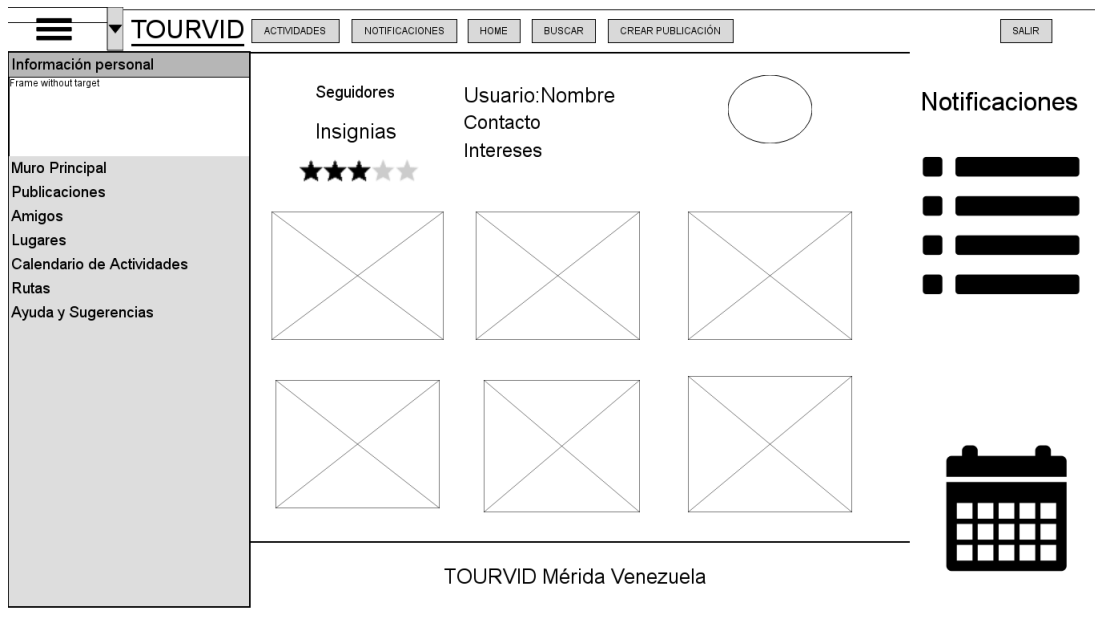 TOURVID
ACTIVIDADES
NOTIFICACIONES
HOME
BUSCAR
CREAR PUBLICACIÓN
SALIR
Información personal
Frame without target
Muro Principal
Publicaciones
Amigos
Lugares
Calendario de Actividades
Rutas
Ayuda y Sugerencias
Seguidores
Insignias
Usuario:Nombre
Contacto
Intereses
Notificaciones
TOURVID Mérida Venezuela